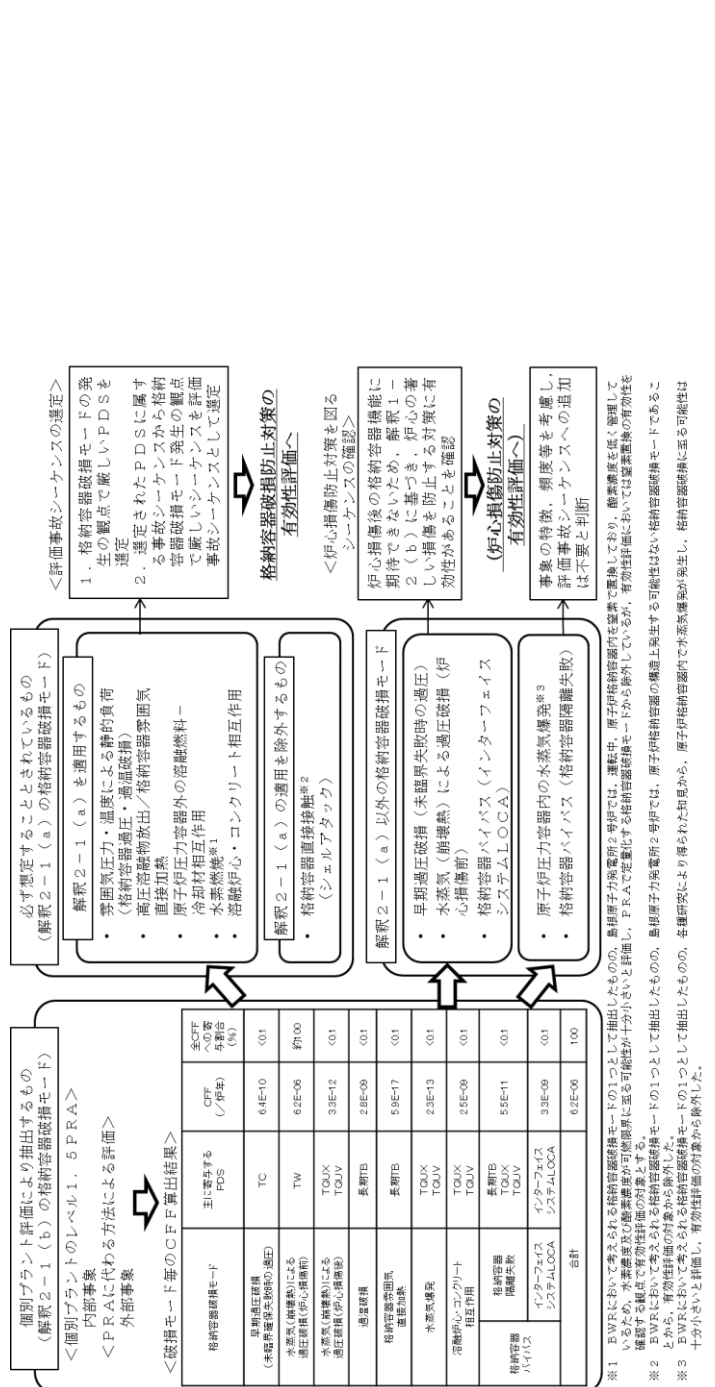 個別プラント評価により抽出するもの
(解釈2-1(b)の格納容器破損モード)
<個別プラントのレベル1.5PRA>
内部事象
<PRAに代わる方法による評価>
外部事象
<破損モード毎のCFF算出結果>
格納容器破損モード 主に寄与するPDS CFF(/炉年) 全CFFへの寄与割合(%)
早期過圧破損(未臨界確保失敗時の過圧) TC 6.4E-10 <0.1
水蒸気(崩壊熱)による過圧破損(炉心損傷前) TW 6.2E-06 約100
水蒸気(崩壊熱)による過圧破損(炉心損傷後) TQUX TQUV 3.3E-12 <0.1
過温破損 長期TB 2.8E-09 <0.1
格納容器雰囲気直接加熱 長期TB 5.9E-17 <0.1
水蒸気爆発 TQUX TQUV 2.3E-13 <0.1
溶融炉心・コンクリート相互作用 TQUX TQUV 2.5E-09 <0.1
格納容器バイパス 格納容器隔離失敗 長期TB TQUX TQUV 5.5E-11 <0.1
インターフェイスシステムLOCA インターフェイスシステムLOCA 3.3E-09 <0.1
合計 6.2E-06 100
必ず想定することとされているもの
(解釈2-1(a)の格納容器破損モード)
解釈2-1(a)を適用するもの
・ 雰囲気圧力・温度による静的負荷
(格納容器過圧・過温破損)
・ 高圧溶融物放出/格納容器雰囲気
直接加熱
・ 原子炉圧力容器外の溶融燃料-
冷却材相互作用
・ 水素燃焼※1
・ 溶融炉心・コンクリート相互作用
解釈2-1(a)の適用を除外するもの
・ 格納容器直接接触※2
(シェルアタック)
解釈2-1(a)以外の格納容器破損モード
・ 早期過圧破損(未臨界失敗時の過圧)
・ 水蒸気(崩壊熱)による過圧破損(炉
心損傷前)
・ 格納容器バイパス(インターフェイス
システムLOCA)
・ 原子炉圧力容器内の水蒸気爆発※3
・ 格納容器バイパス(格納容器隔離失敗)
<評価事故シーケンスの選定>
1.格納容器破損モードの発
生の観点で厳しいPDSを
選定
2.選定されたPDSに属す
る事故シーケンスから格納
容器破損モード発生の観点
で厳しいシーケンスを評価
事故シーケンスとして選定
格納容器破損防止対策の
有効性評価へ
<炉心損傷防止対策を図る
シーケンスの確認>
炉心損傷後の格納容器機能に
期待できないため、解釈1-
2(b)に基づき、炉心の著
しい損傷を防止する対策に有
効性があることを確認
(炉心損傷防止対策の
有効性評価へ)
事象の特徴、頻度等を考慮し、
評価事故シーケンスへの追加
は不要と判断
※1 BWRにおいて考えられる格納容器破損モードの1つとして抽出したものの、島根原子力発電所2号炉では、運転中、原子炉格納容器内を窒素で置換しており、酸素濃度を低く管理して
いるため、水素濃度及び酸素濃度が可燃限界に至る可能性が十分小さいと評価し、PRAで定量化する格納容器破損モードから除外しているが、有効性評価においては窒素置換の有効性を
確認する観点で有効性評価の対象とする。
※2 BWRにおいて考えられる格納容器破損モードの1つとして抽出したものの、島根原子力発電所2号炉では、原子炉格納容器の構造上発生する可能性はない格納容器破損モードであるこ
とから、有効性評価の対象から除外した。
※3 BWRにおいて考えられる格納容器破損モードの1つとして抽出したものの、各種研究により得られた知見から、原子炉格納容器内で水蒸気爆発が発生し、格納容器破損に至る可能性は
十分小さいと評価し、有効性評価の対象から除外した。